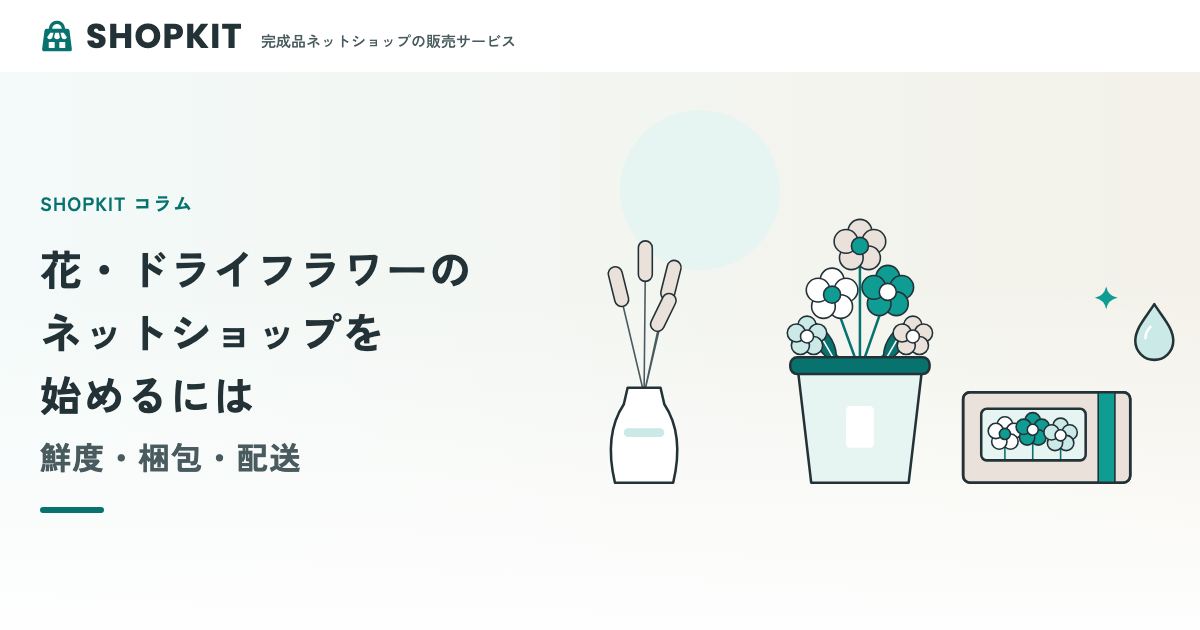 SHOPKIT 完成品ネットショップの販売サービス
SHOPKIT コラム
花・ドライフラワーの
ネットショップを
始めるには
鮮度・梱包・配送